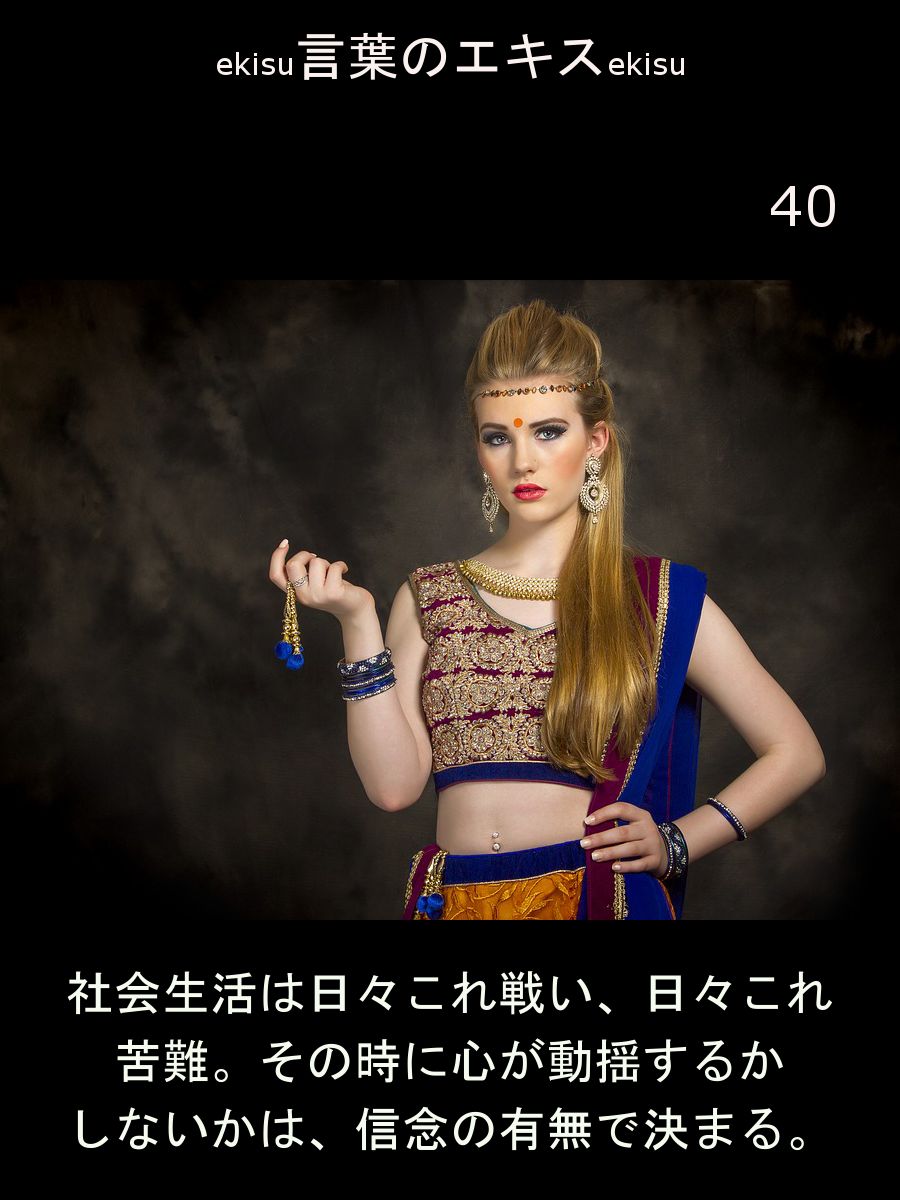 ekisu言葉のエキスekisu
40
社会生活は日々これ戦い、日々これ
苦難。その時に心が動揺するか
しないかは、信念の有無で決まる。